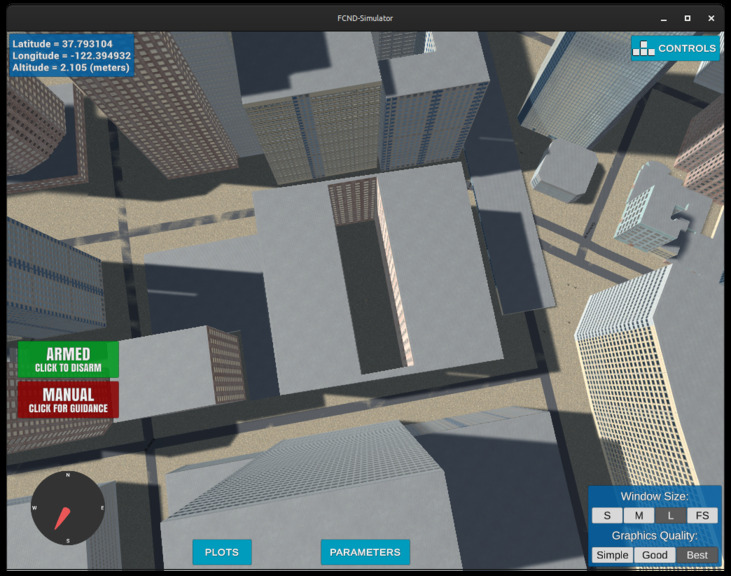 FCND-Simulator
Latitude = 37.793104
Longitude = -122.394932
Altitude = 2.105 (meters)
CONTROLS
ARMED
CLICK TO DISARM
MANUAL
CLICK FOR GUIDANCE
N
W E
S
PLOTS
PARAMETERS
Window Size:
S M L FS
Graphics Quality:
Simple Good Best